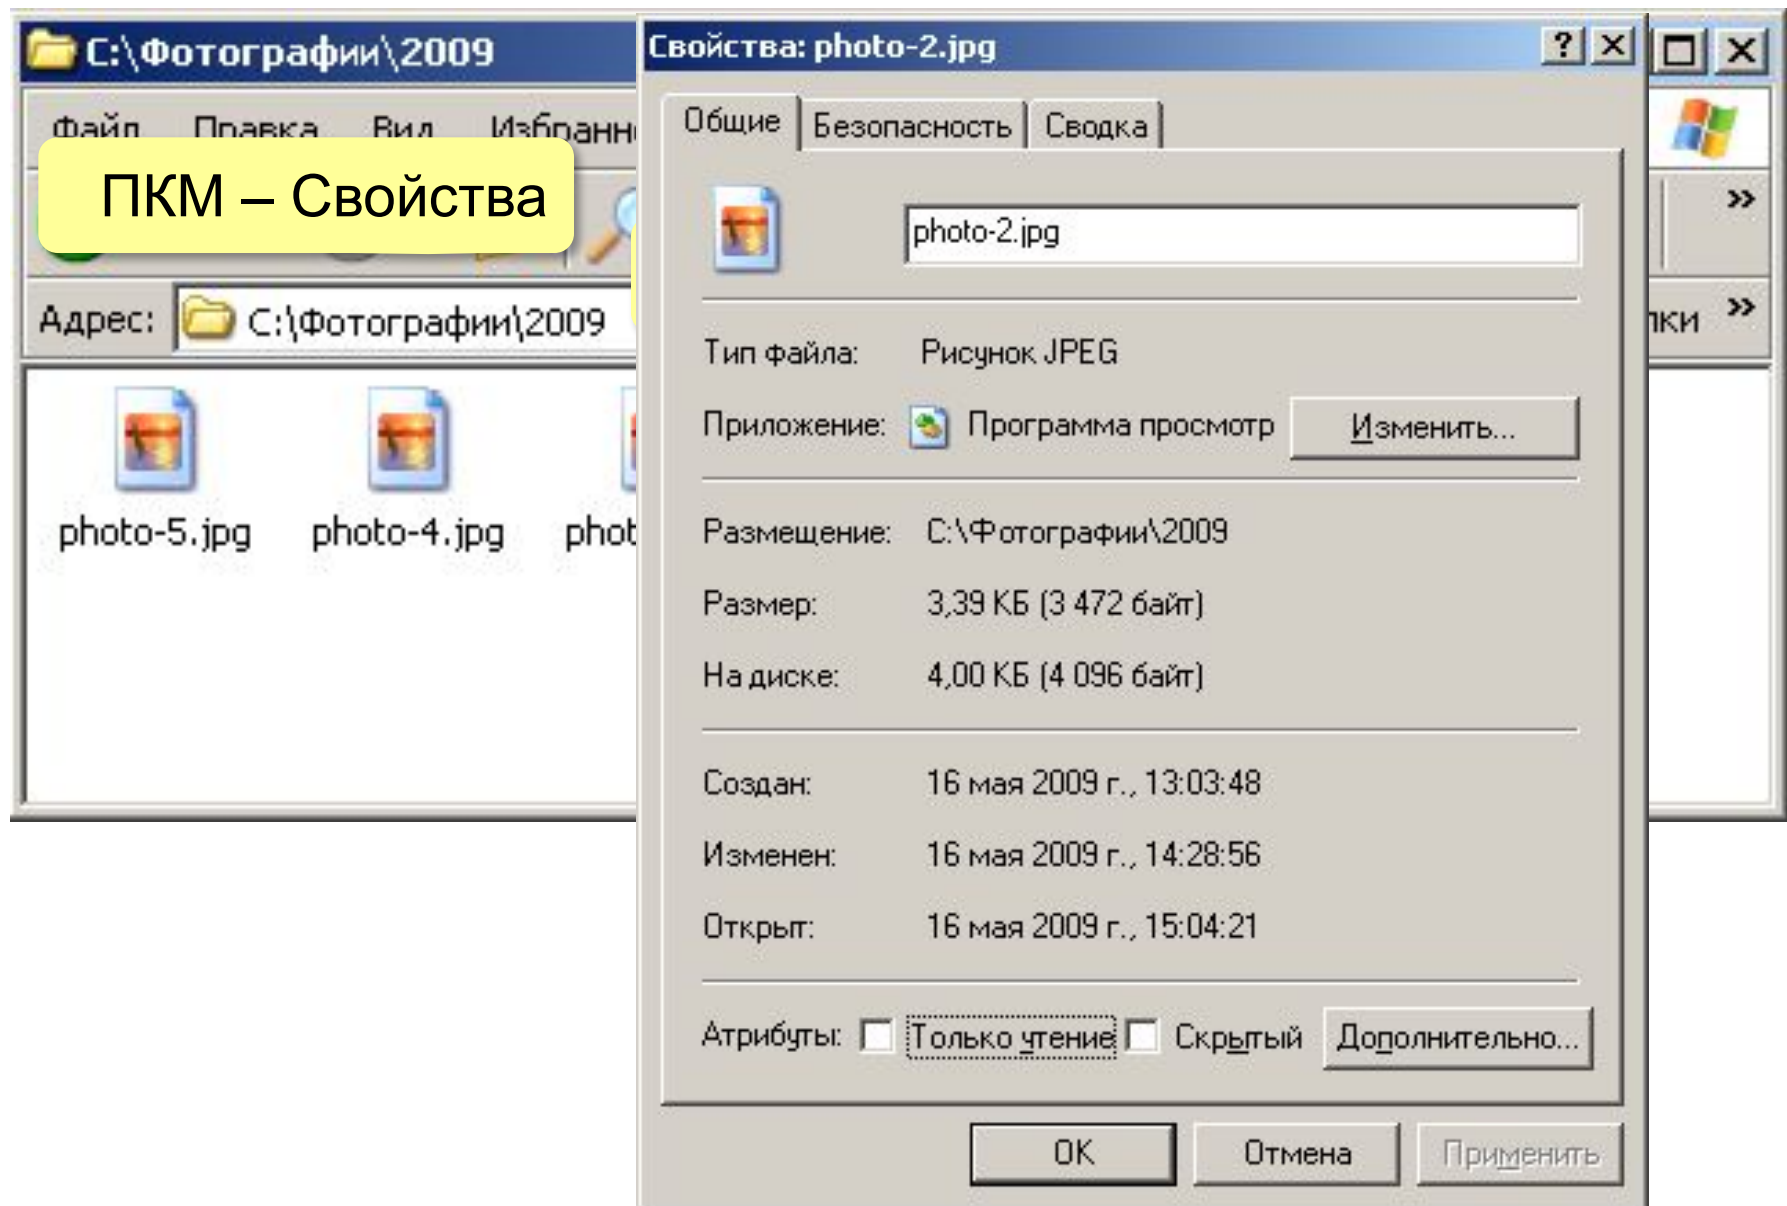 C:\Фотографии\2009
Файл Правка Вид
ПКМ – Свойства
Адрес: C:\Фотографии\2009
photo-5.jpg photo-4.jpg
Свойства: photo-2.jpg
Общие Безопасность Сводка
photo-2.jpg
Тип файла: Рисунок JPEG
Приложение: Программа просмотр Изменить...
Размещение: C:\Фотографии\2009
Размер: 3,39 КБ (3 472 байт)
На диске: 4,00 КБ (4 096 байт)
Создан: 16 мая 2009 г., 13:03:48
Изменен: 16 мая 2009 г., 14:28:56
Открыт: 16 мая 2009 г., 15:04:21
Атрибуты: Только чтение Скрытый Дополнительно...
OK Отмена Применить